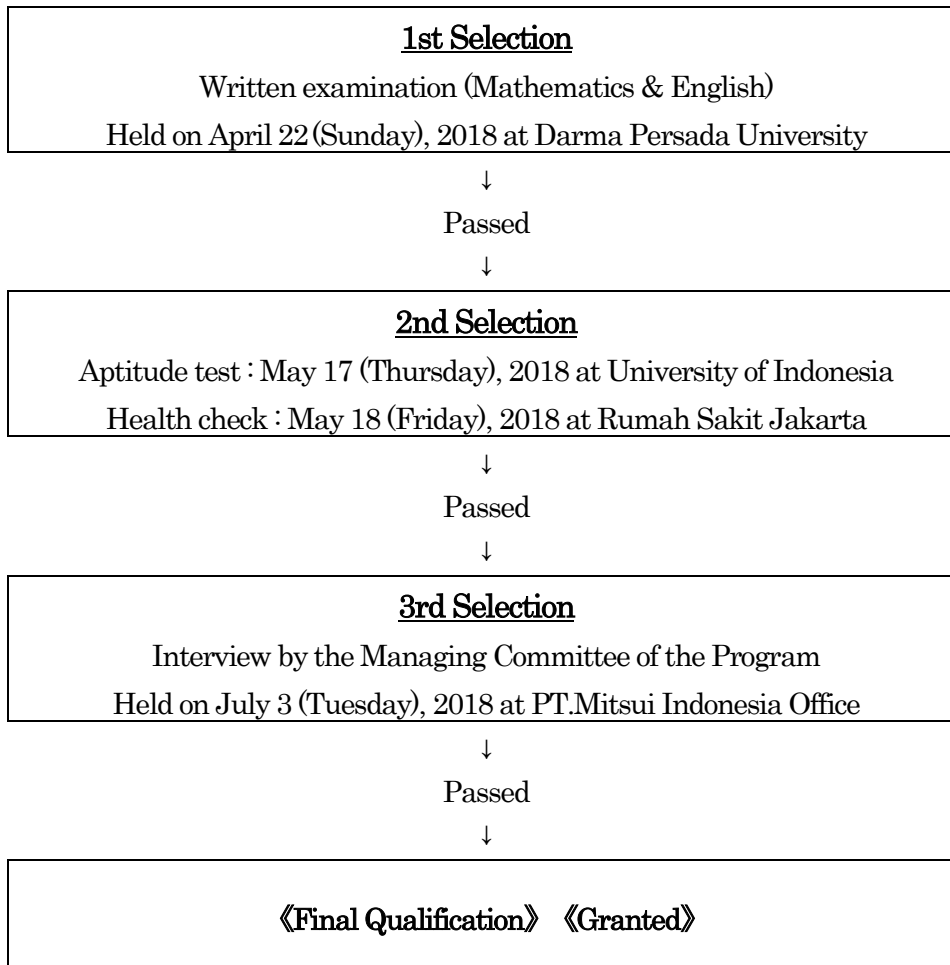 1st Selection
Written examination (Mathematics & English)
Held on April 22 (Sunday), 2018 at Darma Persada University
↓
Passed
↓
2nd Selection
Aptitude test : May 17 (Thursday), 2018 at University of Indonesia
Health check : May 18 (Friday), 2018 at Rumah Sakit Jakarta
↓
Passed
↓
3rd Selection
Interview by the Managing Committee of the Program
Held on July 3 (Tuesday), 2018 at PT.Mitsui Indonesia Office
↓
Passed
↓
《Final Qualification》 《Granted》